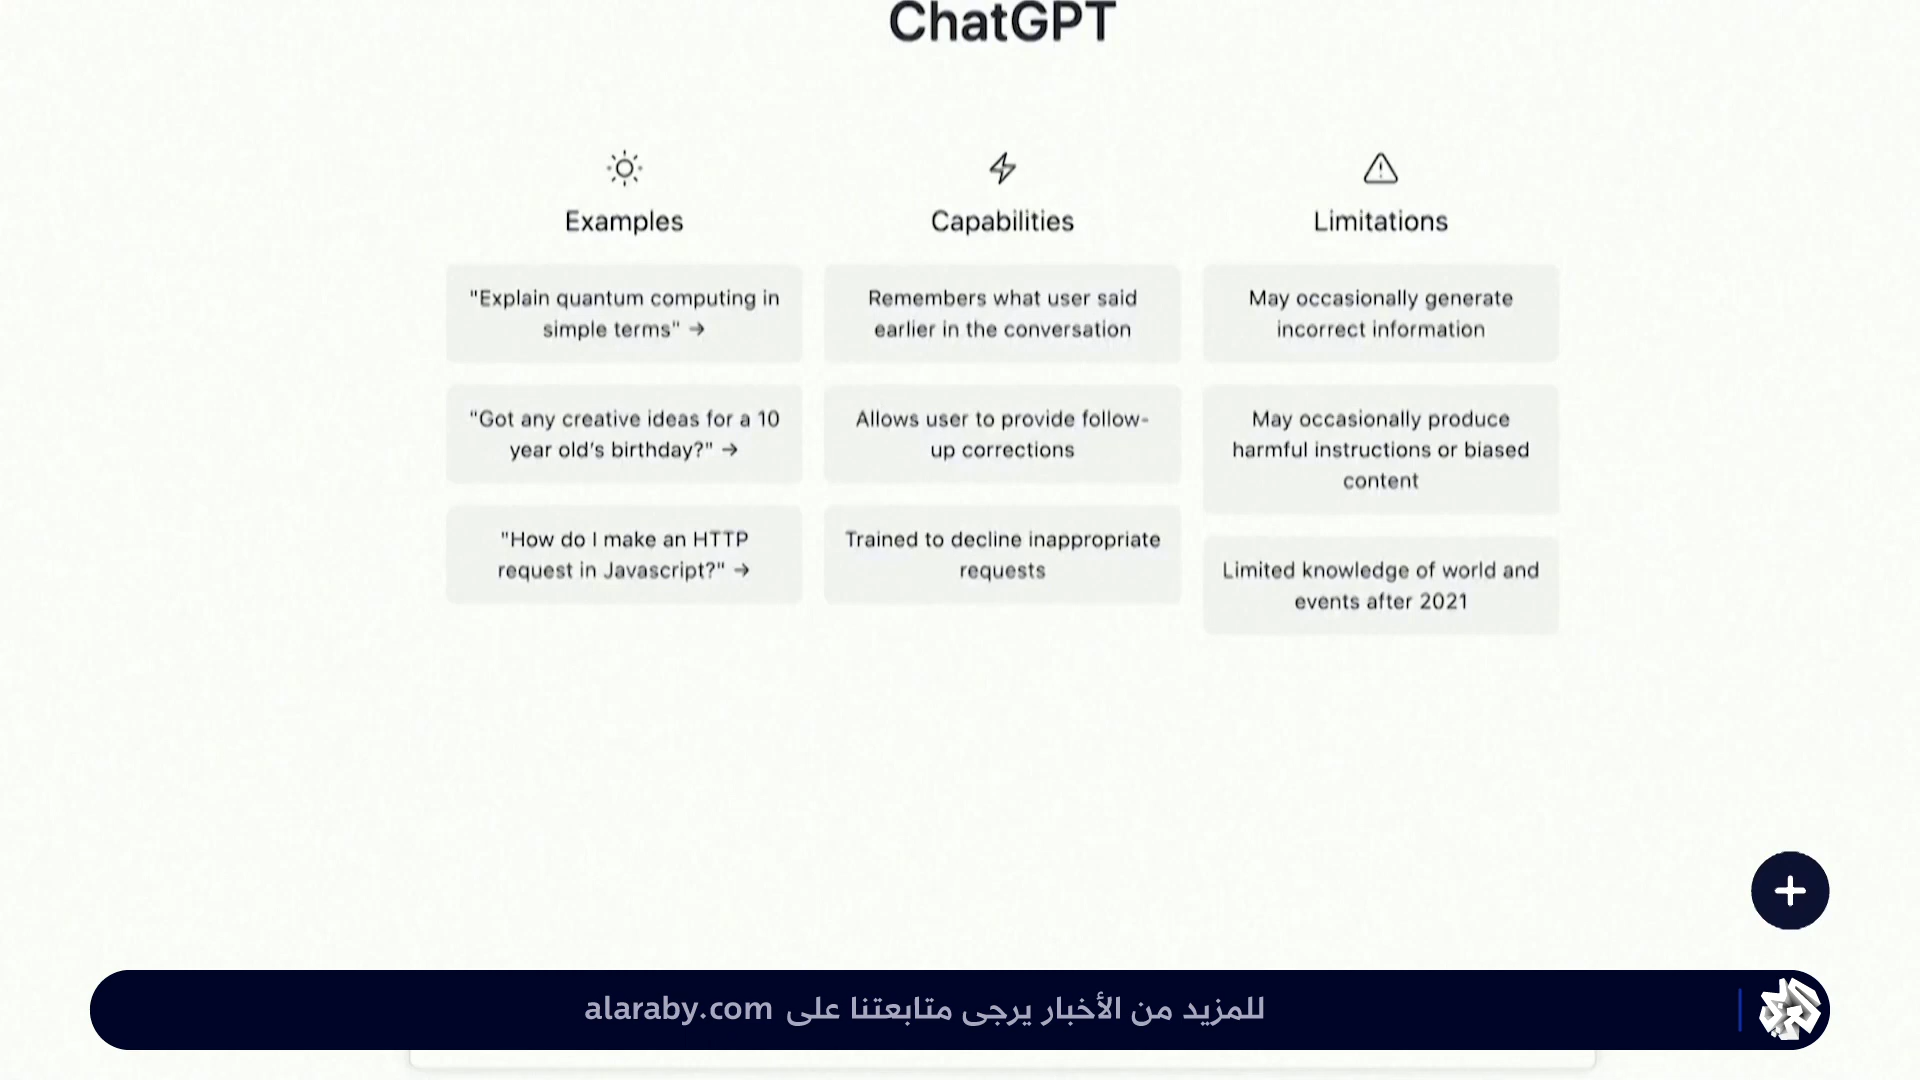 ChatGPT
Examples
"Explain quantum computing in
simple terms" →
"Got any creative ideas for a 10
year old's birthday?" →
"How do I make an HTTP
request in Javascript?" →
Capabilities
Remembers what user said
earlier in the conversation
Allows user to provide follow-
up corrections
Trained to decline inappropriate
requests
Limitations
May occasionally generate
incorrect information
May occasionally produce
harmful instructions or biased
content
Limited knowledge of world and
events after 2021
للمزيد من الأخبار يرجى متابعتنا على alaraby.com